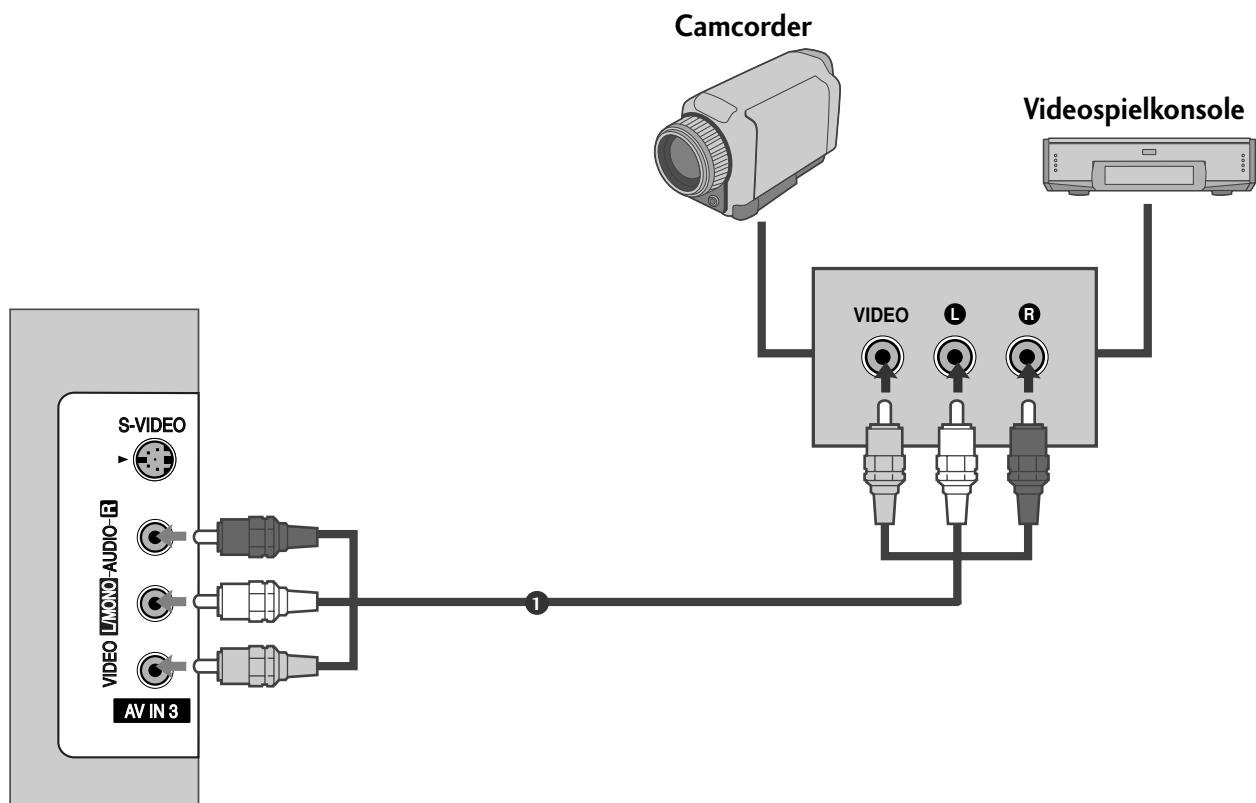 Camcorder
Videospielkonsole
VIDEO L R
S-VIDEO
VIDEO L/MONO-AUDIO-R
AV IN 3
1